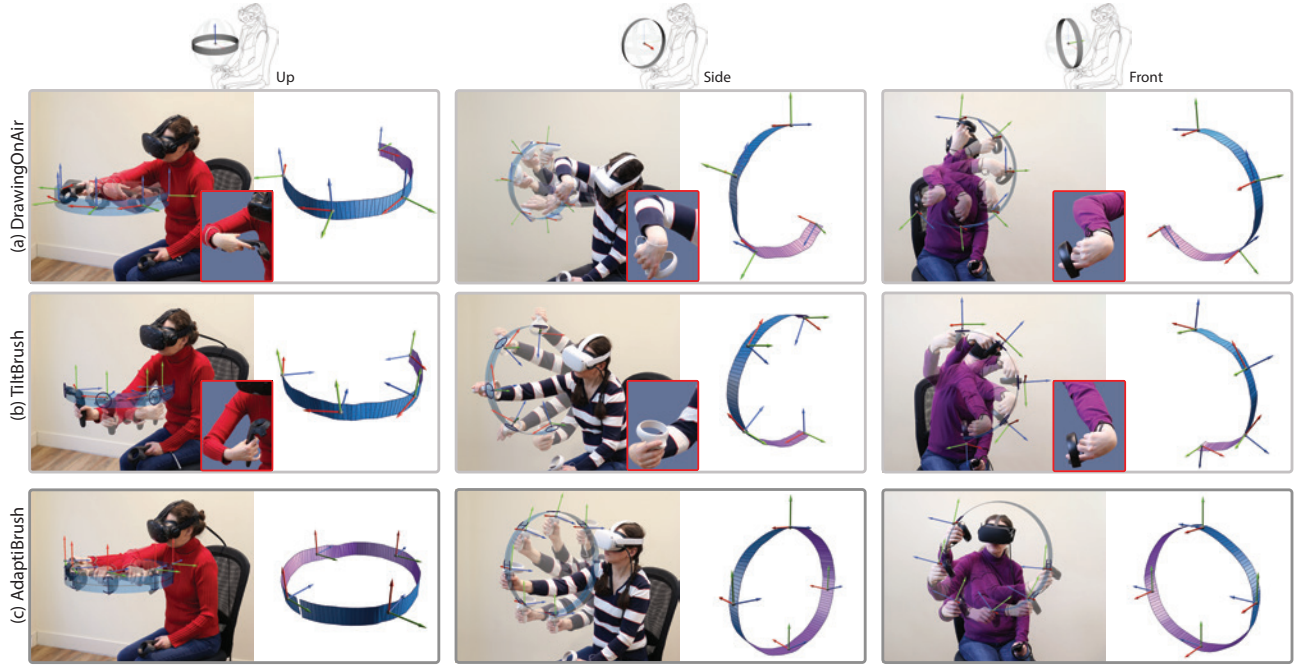 Up
Side
Front
(a) DrawingOnAir
(b) TiltBrush
(c) AdaptiBrush